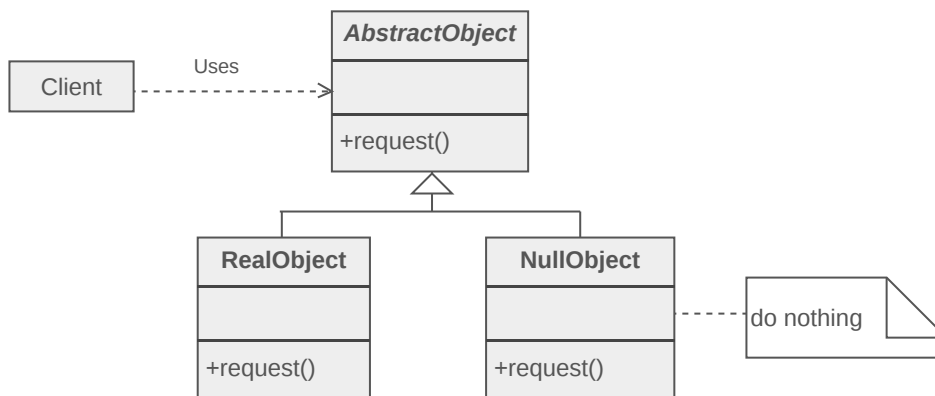 AbstractObject
Uses
Client
+request()
RealObject
NullObject
do nothing
+request()
+request()